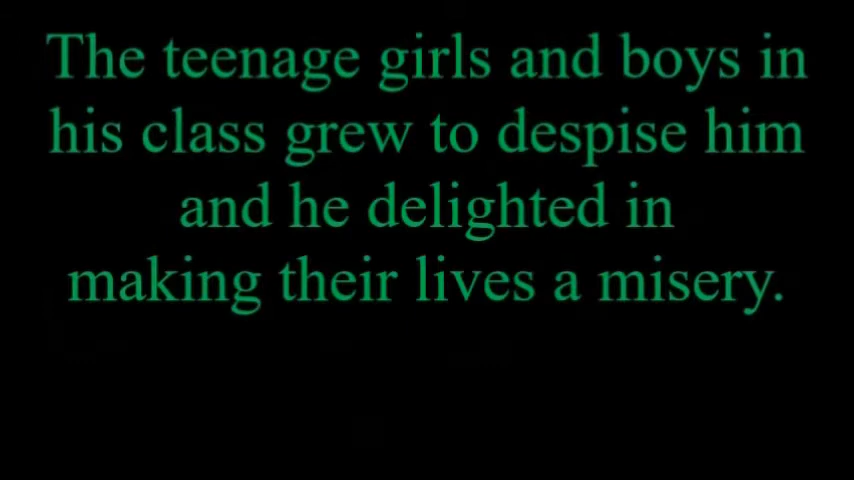 The teenage girls and boys in
his class grew to despise him
and he delighted in
making their lives a misery.